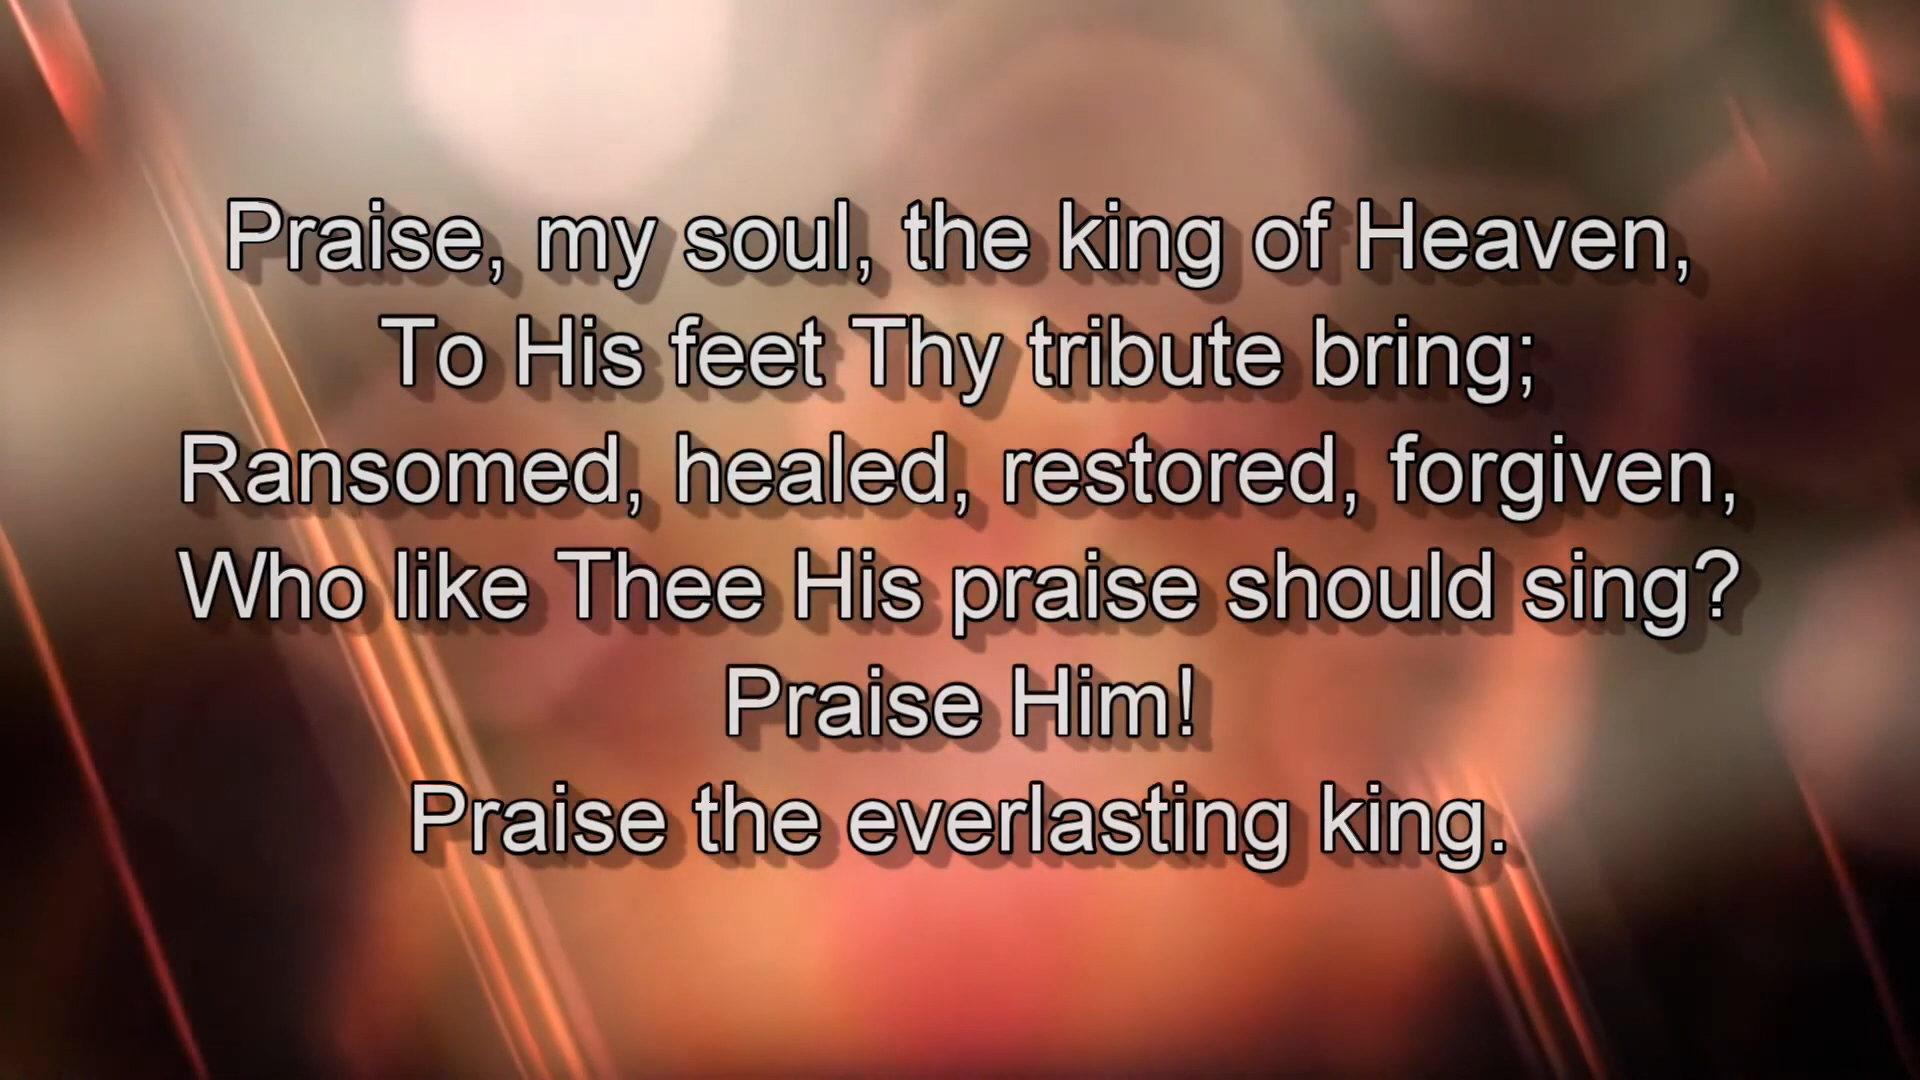 Praise, my soul, the king of Heaven,
To His feet Thy tribute bring;
Ransomed, healed, restored, forgiven,
Who like Thee His praise should sing?
Praise Him!
Praise the everlasting king.